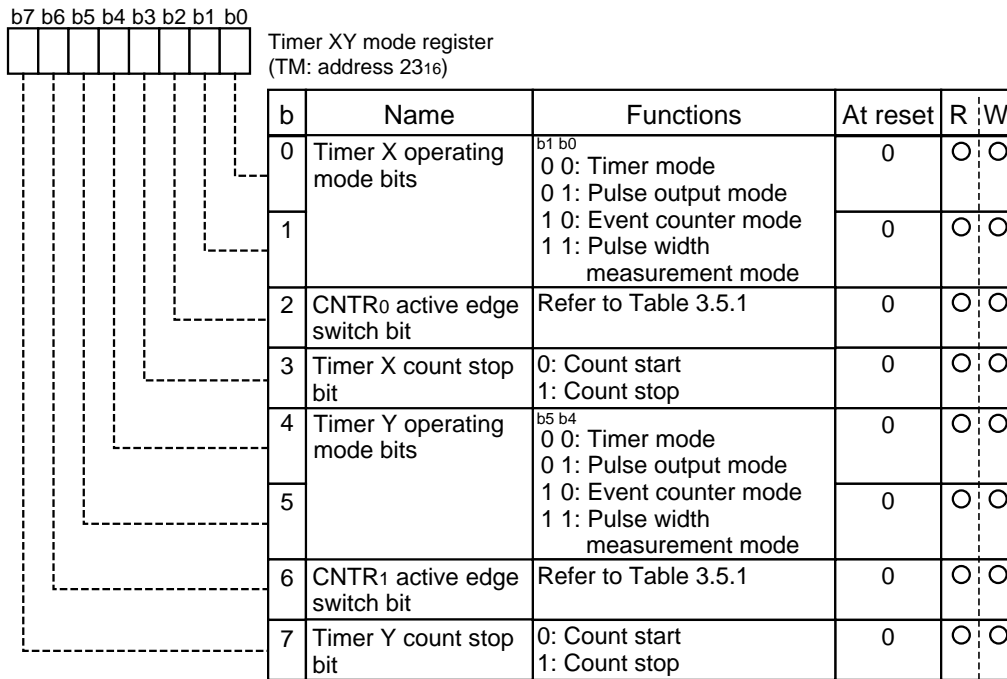 b7 b6 b5 b4 b3 b2 b1 b0
Timer XY mode register
(TM: address 2316)
b Name Functions At reset R W
0 Timer X operating mode bits
b1 b0
0 0: Timer mode
0 1: Pulse output mode
1 0: Event counter mode
1 1: Pulse width
measurement mode
0 O O
1 0 O O
2 CNTR0 active edge Refer to Table 3.5.1 0 O O
switch bit
3 Timer X count stop 0: Count start 0 O O
bit 1: Count stop
4 Timer Y operating mode bits
b5 b4
0 0: Timer mode
0 1: Pulse output mode
1 0: Event counter mode
1 1: Pulse width
measurement mode
0 O O
5 0 O O
6 CNTR1 active edge Refer to Table 3.5.1 0 O O
switch bit
7 Timer Y count stop 0: Count start 0 O O
bit 1: Count stop